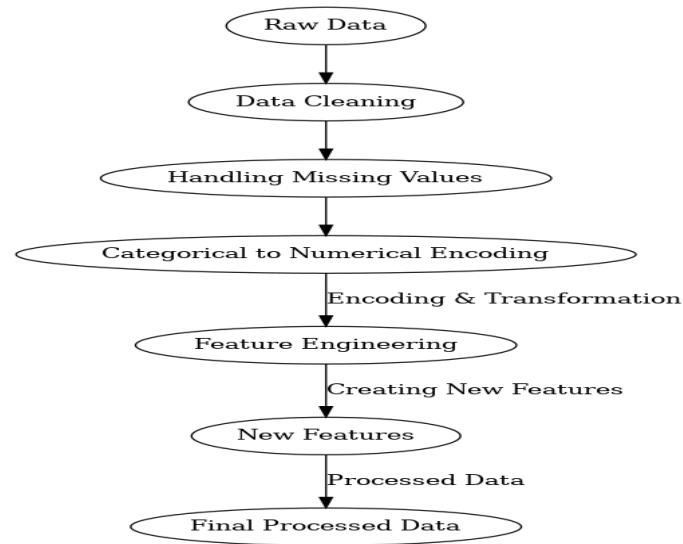 Raw Data
Data Cleaning
Handling Missing Values
Categorical to Numerical Encoding
Encoding & Transformation
Feature Engineering
Creating New Features
New Features
Processed Data
Final Processed Data